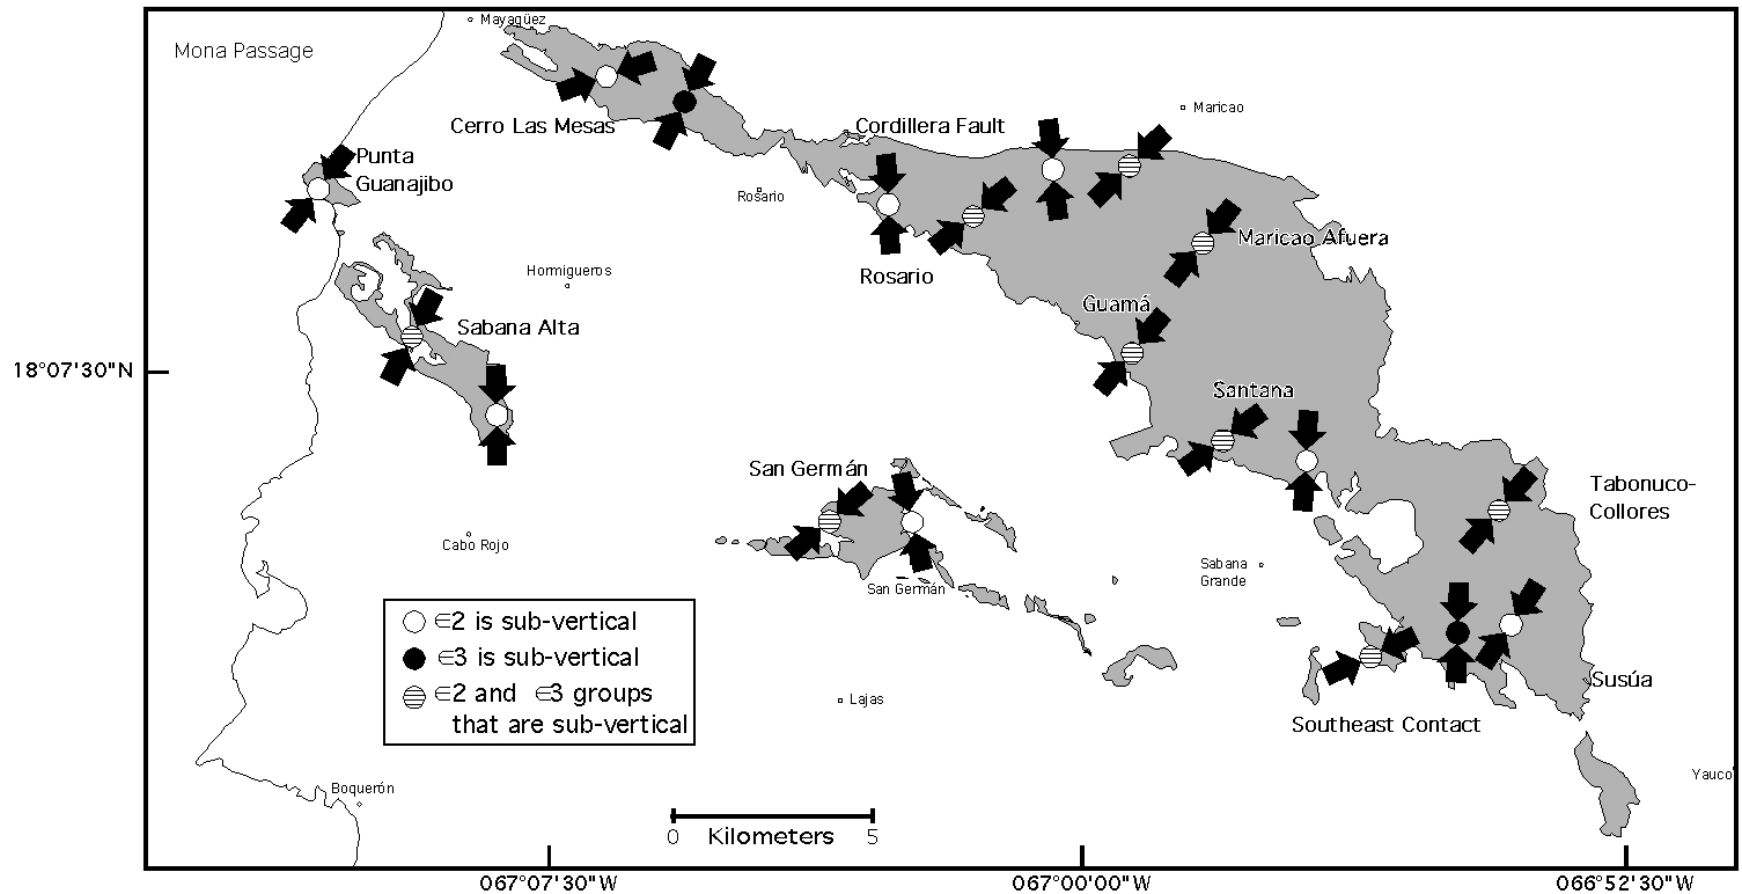 Mayagüez
Mona Passage
Maricao
Cerro Las Mesas
Cordillera Fault
Punta
Guanajibo
Rosario
Maricao Afuera
Hormigueros
Rosario
Guamá
Sabana Alta
18°07'30"N
Santana
San Germán
Tabonuco-
Collores
Cabo Rojo
Sabana
Grande
San Germán
∈2 is sub-vertical
∈3 is sub-vertical
∈2 and ∈3 groups
that are sub-vertical
Susúa
Lajas
Southeast Contact
Yauco
Boquerón
0 Kilometers 5
067°07'30"W
067°00'00"W
066°52'30"W